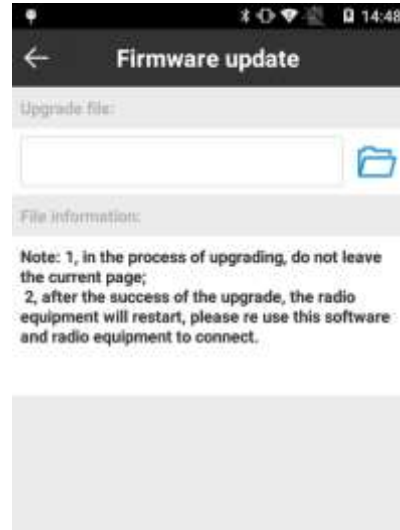 14:48
Firmware update
Upgrade file:
File information:
Note: 1, in the process of upgrading, do not leave
the current page;
2, after the success of the upgrade, the radio
equipment will restart, please re use this software
and radio equipment to connect.